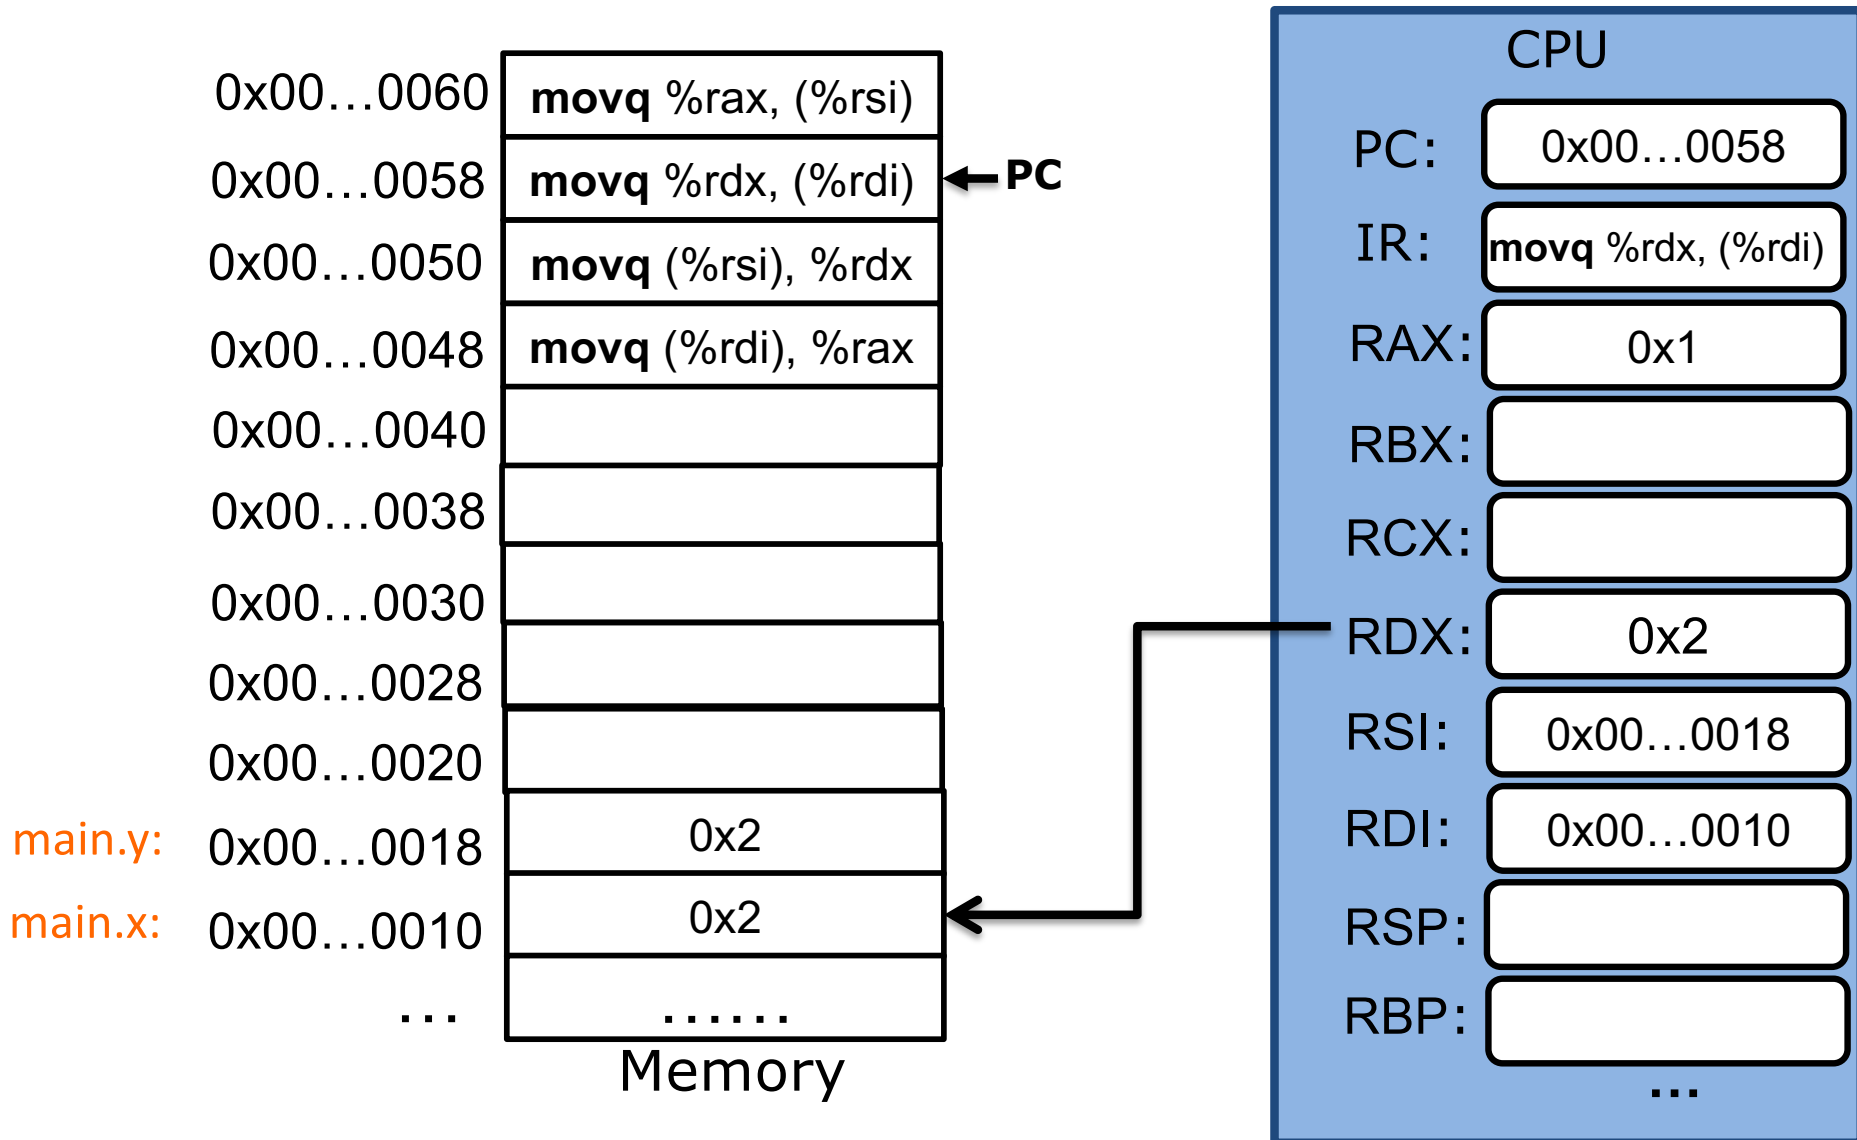 0x00…0060 movq %rax, (%rsi)
0x00…0058 movq %rdx, (%rdi) PC
0x00…0050 movq (%rsi), %rdx
0x00…0048 movq (%rdi), %rax
0x00…0040
0x00…0038
0x00…0030
0x00…0028
0x00…0020
main.y: 0x00…0018 0x2
main.x: 0x00…0010 0x2
… ……
Memory
CPU
PC: 0x00…0058
IR: movq %rdx, (%rdi)
RAX: 0x1
RBX:
RCX:
RDX: 0x2
RSI: 0x00…0018
RDI: 0x00…0010
RSP:
RBP:
…